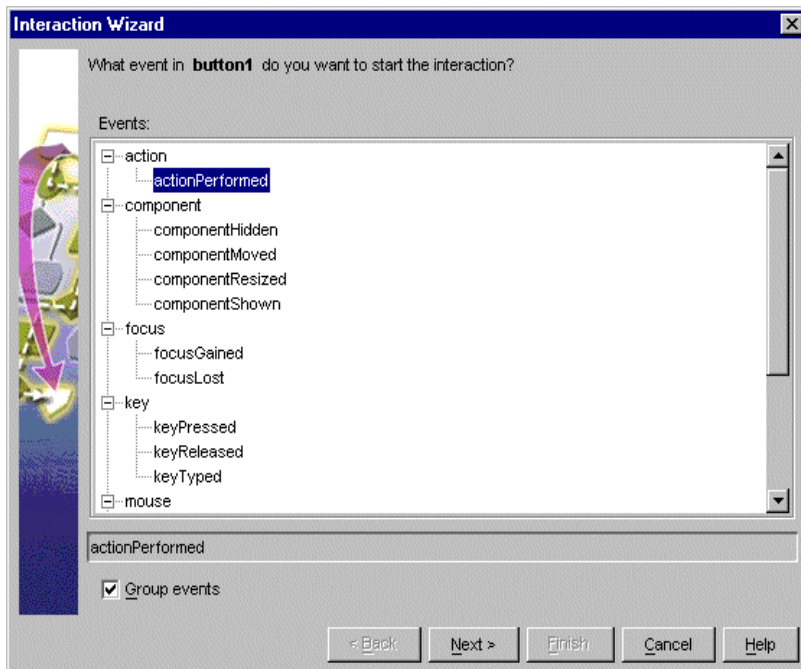 Interaction Wizard
What event in button1 do you want to start the interaction?
Events:
action
actionPerformed
component
componentHidden
componentMoved
componentResized
componentShown
focus
focusGained
focusLost
key
keyPressed
keyReleased
keyTyped
mouse
actionPerformed
Group events
< Back Next > Finish Cancel Help